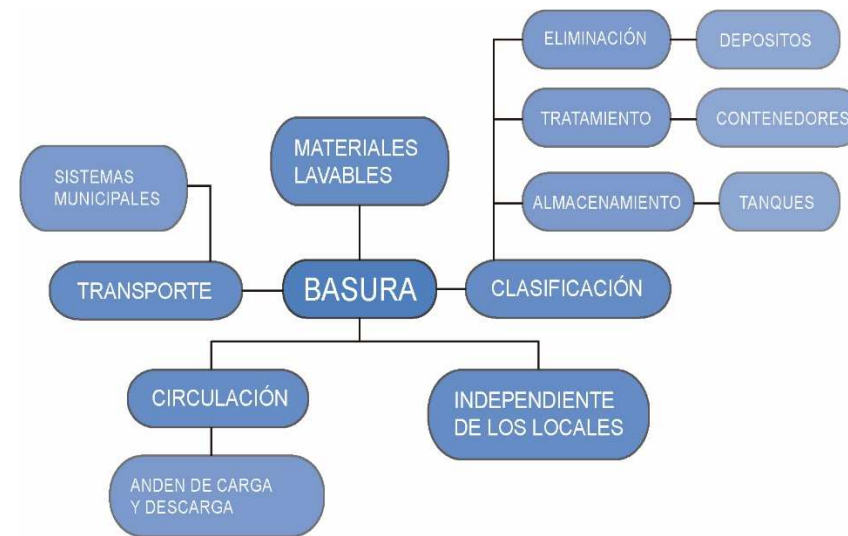 ELIMINACIÓN
DEPOSITOS
TRATAMIENTO
CONTENEDORES
MATERIALES
LAVABLES
SISTEMAS
MUNICIPALES
ALMACENAMIENTO
TANQUES
TRANSPORTE
BASURA
CLASIFICACIÓN
CIRCULACIÓN
INDEPENDIENTE
DE LOS LOCALES
ANDEN DE CARGA
Y DESCARGA